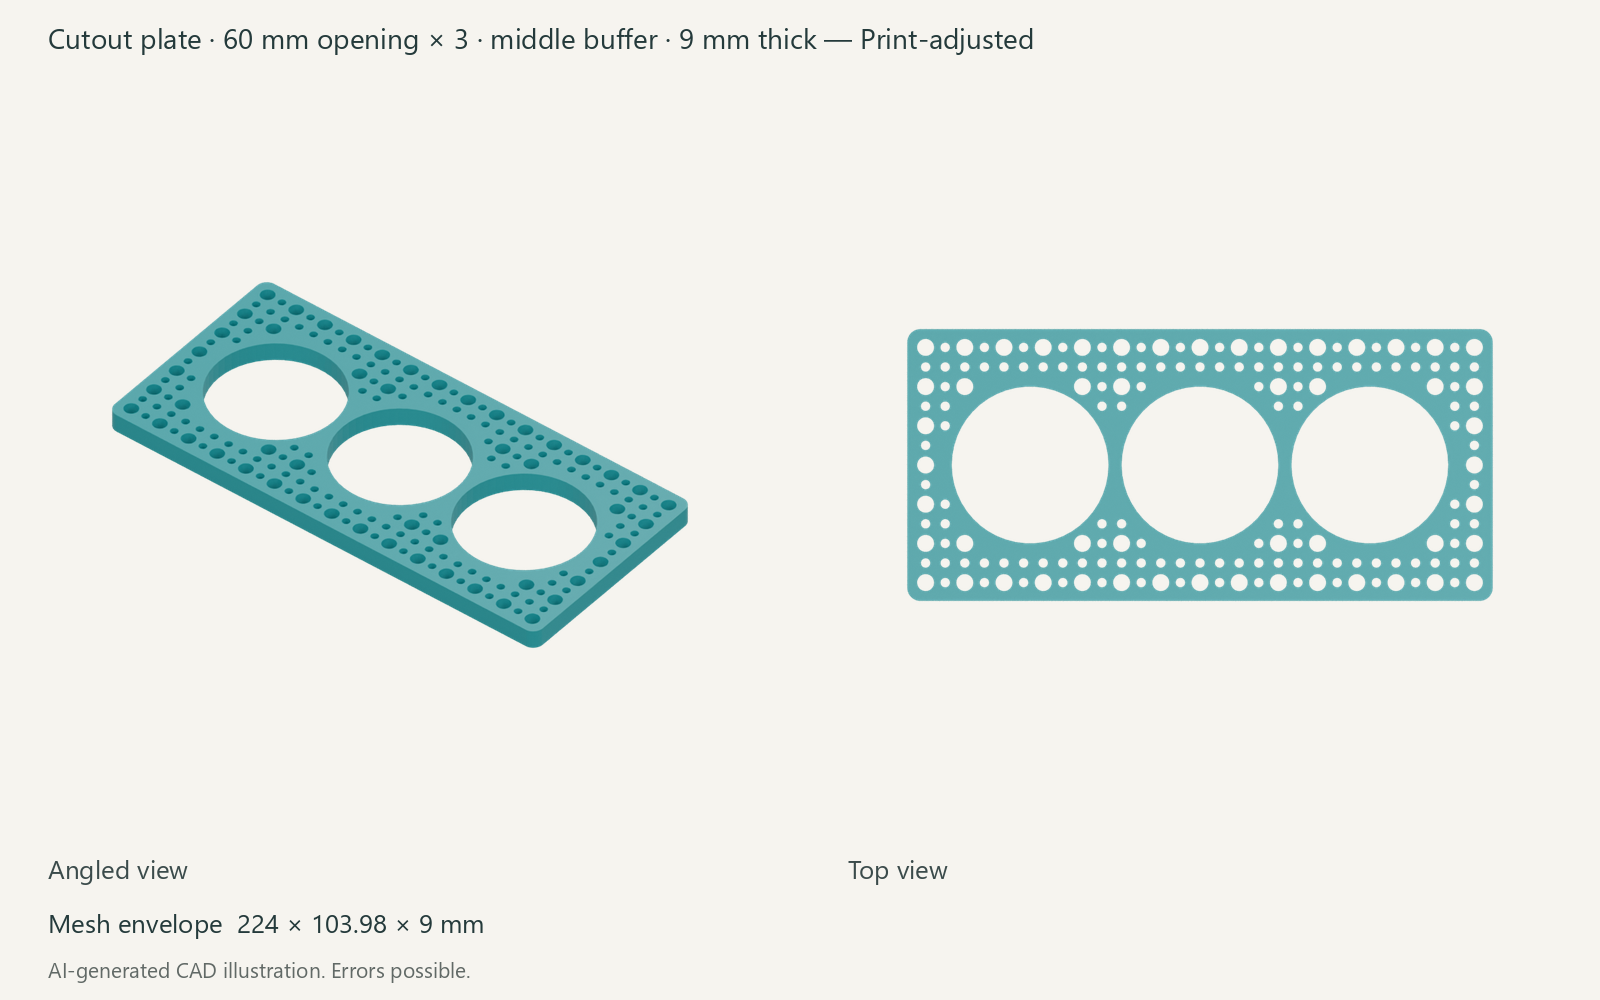 Cutout plate · 60 mm opening × 3 · middle buffer · 9 mm thick — Print-adjusted
Angled view
Top view
Mesh envelope 224 × 103.98 × 9 mm
AI-generated CAD illustration. Errors possible.